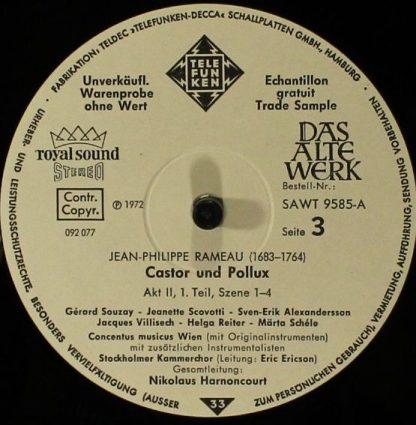 FABRIKATION: TELDEC »TELEFUNKEN-DECCA« SCHALLPLATTEN GMBH., HAMBURG
URHEBER- UND LEISTUNGSSCHUTZRECHTE, BESONDERS VERVIELFÄLTIGUNG (AUSSER ZUM PERSÖNLICHEN GEBRAUCH), VERMIETUNG, AUFFÜHRUNG, SENDUNG VORBEHALTEN
TELE
FUN
KEN
Unverkäufl.
Warenprobe
ohne Wert
Echantillon
gratuit
Trade Sample
royal sound
STEREO
DAS
ALTE
WERK
Contr.
Copyr.
℗ 1972
Bestell-Nr.:
SAWT 9585-A
092 077
Seite 3
JEAN-PHILIPPE RAMEAU (1683–1764)
Castor und Pollux
Akt II, 1. Teil, Szene 1–4
Gérard Souzay - Jeanette Scovotti - Sven-Erik Alexandersson
Jacques Villisech - Helga Reiter - Märta Schéle
Concentus musicus Wien (mit Originalinstrumenten)
mit zusätzlichen Instrumentalisten
Stockholmer Kammerchor (Leitung: Eric Ericson)
Gesamtleitung:
Nikolaus Harnoncourt
33